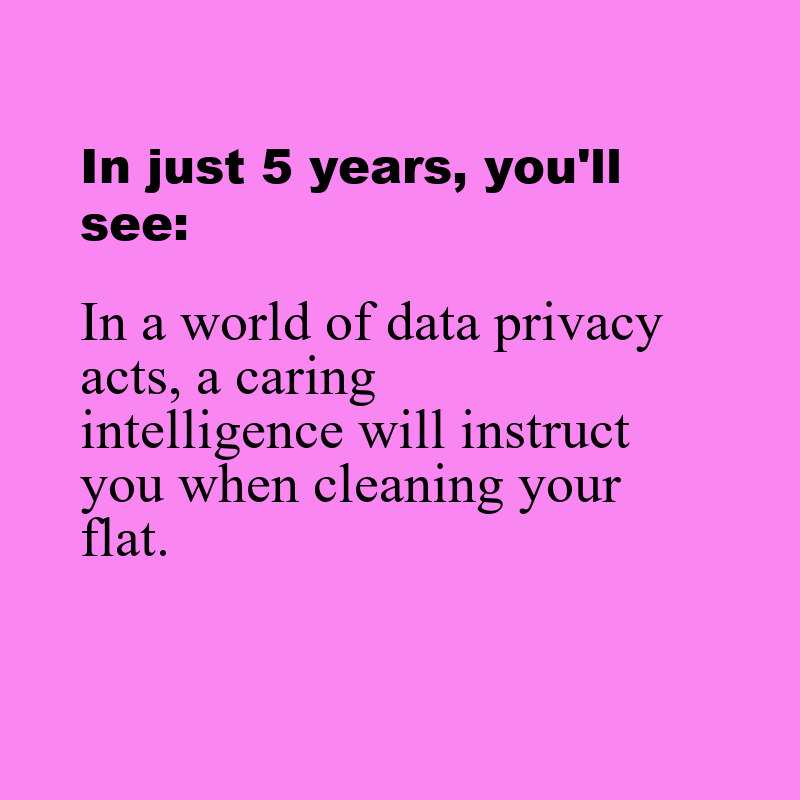 In just 5 years, you'll
see:
In a world of data privacy
acts, a caring
intelligence will instruct
you when cleaning your
flat.